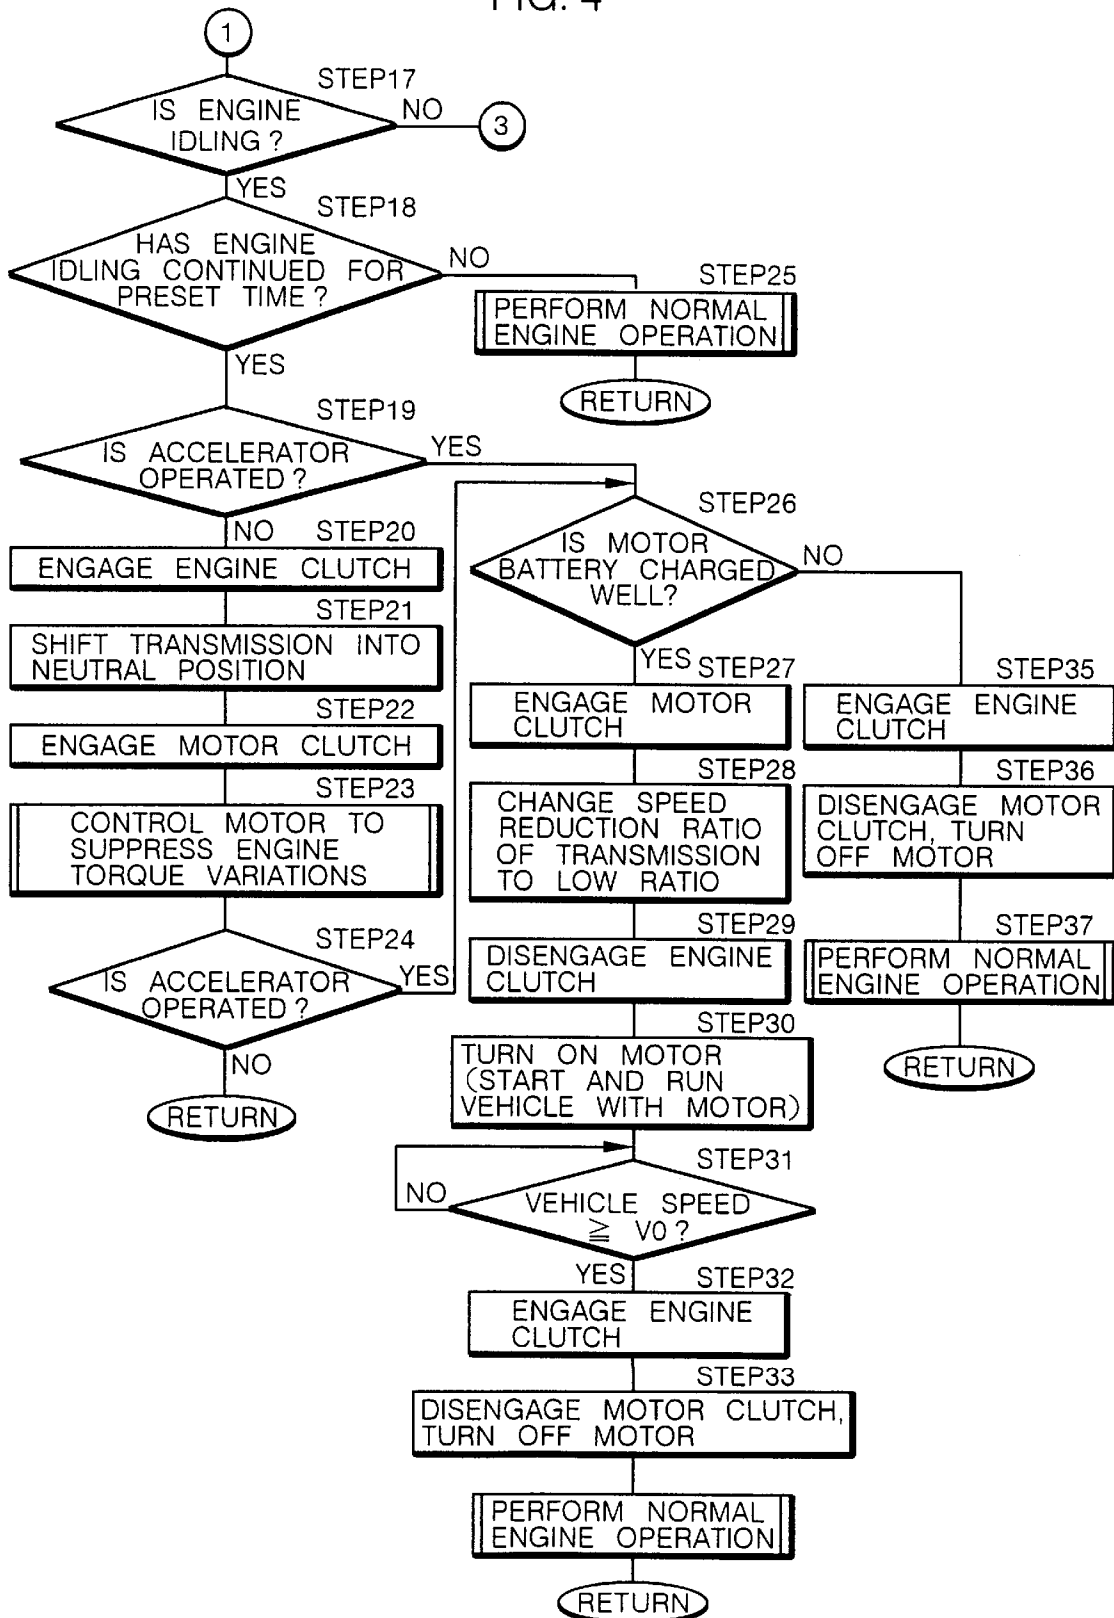 FIG. 4
1
STEP17
IS ENGINE
IDLING?
NO
3
YES
STEP18
HAS ENGINE
IDLING CONTINUED FOR
PRESET TIME?
NO
STEP25
PERFORM NORMAL
ENGINE OPERATION
RETURN
YES
STEP19
IS ACCELERATOR
OPERATED?
YES
NO
STEP20
ENGAGE ENGINE CLUTCH
STEP21
SHIFT TRANSMISSION INTO
NEUTRAL POSITION
STEP22
ENGAGE MOTOR CLUTCH
STEP23
CONTROL MOTOR TO
SUPPRESS ENGINE
TORQUE VARIATIONS
STEP24
IS ACCELERATOR
OPERATED?
YES
NO
RETURN
STEP26
IS MOTOR
BATTERY CHARGED
WELL?
NO
YES
STEP27
ENGAGE MOTOR
CLUTCH
STEP28
CHANGE SPEED
REDUCTION RATIO
OF TRANSMISSION
TO LOW RATIO
STEP29
DISENGAGE ENGINE
CLUTCH
STEP30
TURN ON MOTOR
(START AND RUN
VEHICLE WITH MOTOR)
STEP31
VEHICLE SPEED
≧ V0?
NO
YES
STEP32
ENGAGE ENGINE
CLUTCH
STEP33
DISENGAGE MOTOR CLUTCH,
TURN OFF MOTOR
PERFORM NORMAL
ENGINE OPERATION
RETURN
STEP35
ENGAGE ENGINE
CLUTCH
STEP36
DISENGAGE MOTOR
CLUTCH, TURN
OFF MOTOR
STEP37
PERFORM NORMAL
ENGINE OPERATION
RETURN